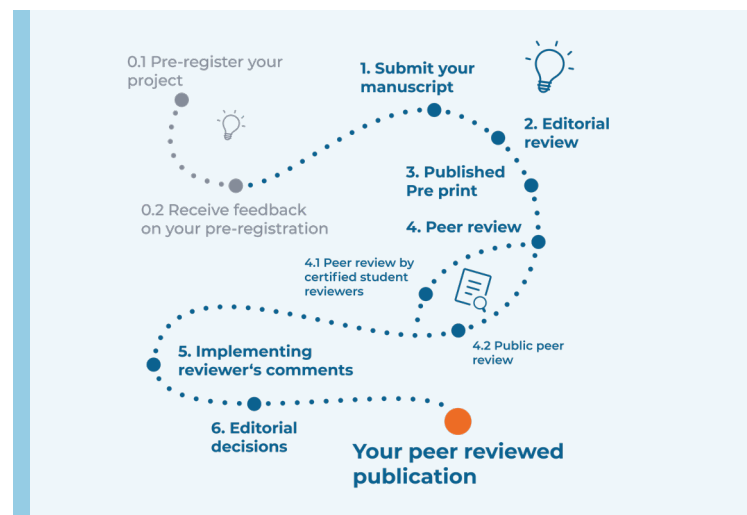 0.1 Pre-register your
project
0.2 Receive feedback
on your pre-registration
1. Submit your
manuscript
2. Editorial
review
3. Published
Pre print
4. Peer review
4.1 Peer review by
certified student
reviewers
4.2 Public peer
review
5. Implementing
reviewer‘s comments
6. Editorial
decisions
Your peer reviewed
publication